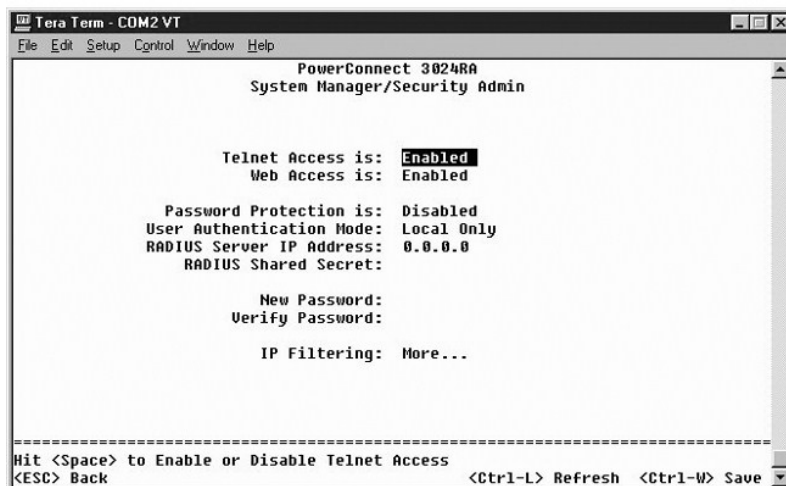 Tera Term - COM2 VT
File Edit Setup Control Window Help
PowerConnect 3024RA
System Manager/Security Admin
Telnet Access is: Enabled
Web Access is: Enabled
Password Protection is: Disabled
User Authentication Mode: Local Only
RADIUS Server IP Address: 0.0.0.0
RADIUS Shared Secret:
New Password:
Verify Password:
IP Filtering: More...
================================================================================
Hit <Space> to Enable or Disable Telnet Access
<ESC> Back <Ctrl-L> Refresh <Ctrl-W> Save